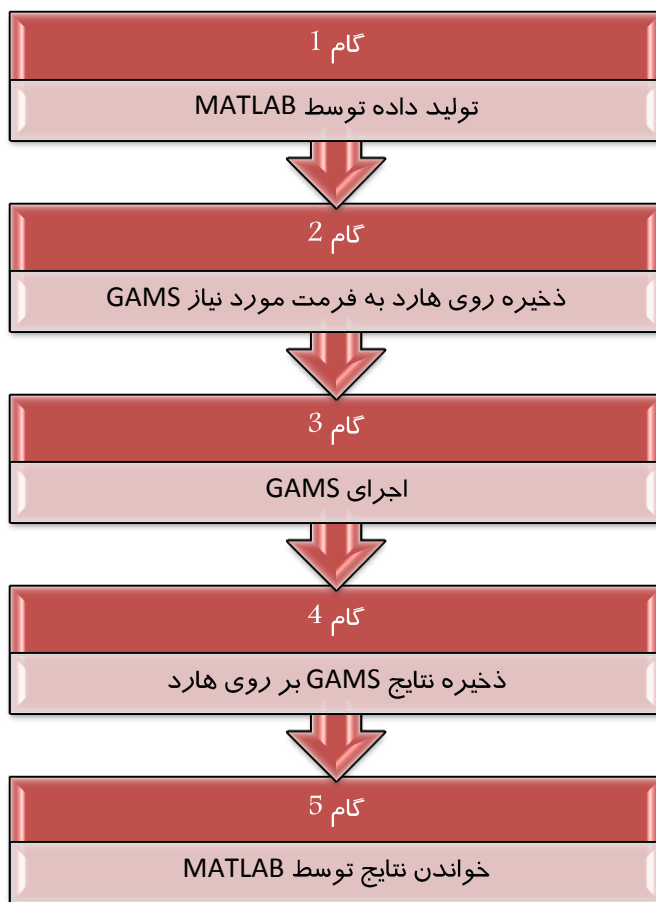 گام 1
تولید داده توسط MATLAB
گام 2
ذخیره روی هارد به فرمت مورد نیاز GAMS
گام 3
اجرای GAMS
گام 4
ذخیره نتایج GAMS بر روی هارد
گام 5
خواندن نتایج توسط MATLAB